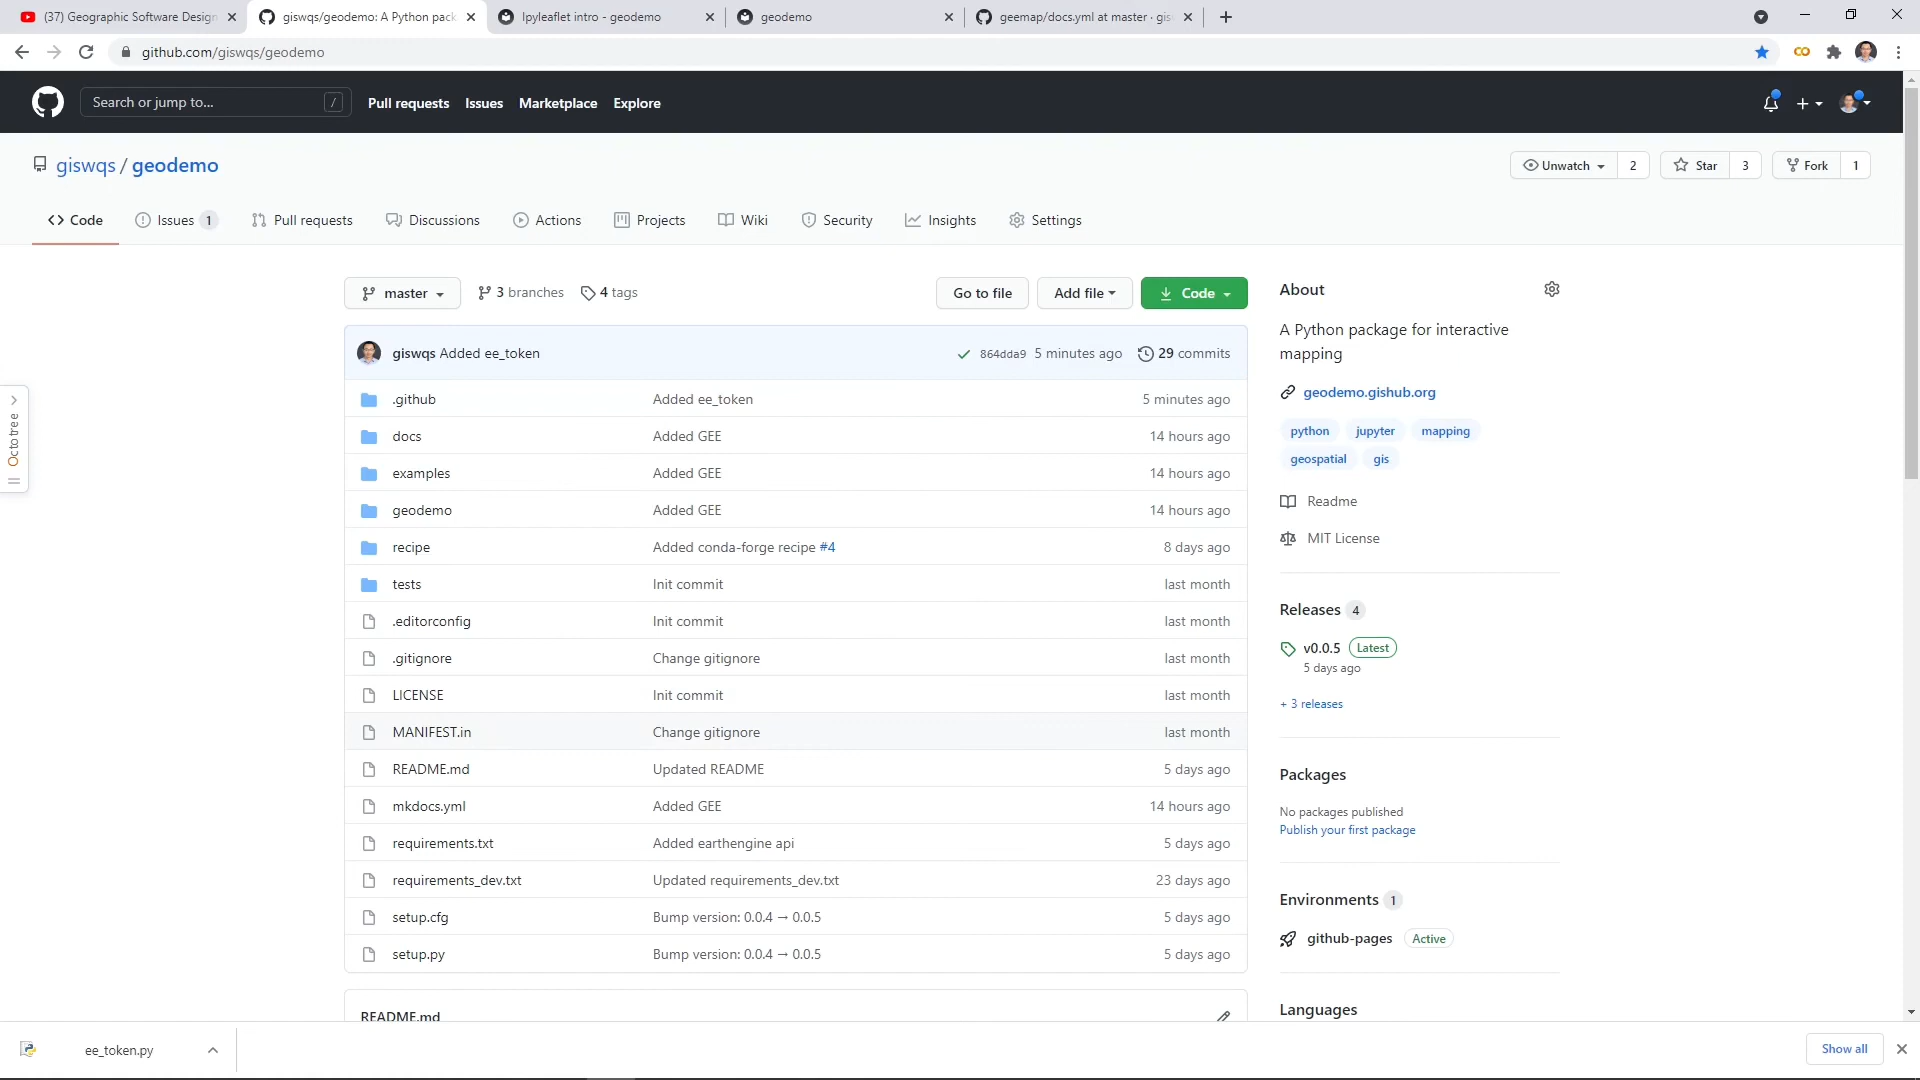 (37) Geographic Software Design
giswqs/geodemo: A Python pack
Ipyleaflet intro - geodemo
geodemo
geemap/docs.yml at master · gis
github.com/giswqs/geodemo
Search or jump to...
/
Pull requests
Issues
Marketplace
Explore
giswqs / geodemo
Unwatch
2
Star
3
Fork
1
Code
Issues 1
Pull requests
Discussions
Actions
Projects
Wiki
Security
Insights
Settings
master
3 branches
4 tags
Go to file
Add file
Code
giswqs Added ee_token
864dda9 5 minutes ago
29 commits
.github Added ee_token 5 minutes ago
docs Added GEE 14 hours ago
examples Added GEE 14 hours ago
geodemo Added GEE 14 hours ago
recipe Added conda-forge recipe #4 8 days ago
tests Init commit last month
.editorconfig Init commit last month
.gitignore Change gitignore last month
LICENSE Init commit last month
MANIFEST.in Change gitignore last month
README.md Updated README 5 days ago
mkdocs.yml Added GEE 14 hours ago
requirements.txt Added earthengine api 5 days ago
requirements_dev.txt Updated requirements_dev.txt 23 days ago
setup.cfg Bump version: 0.0.4 → 0.0.5 5 days ago
setup.py Bump version: 0.0.4 → 0.0.5 5 days ago
README.md
About
A Python package for interactive
mapping
geodemo.gishub.org
python jupyter mapping
geospatial gis
Readme
MIT License
Releases 4
v0.0.5 Latest
5 days ago
+ 3 releases
Packages
No packages published
Publish your first package
Environments 1
github-pages Active
Languages
Octotree
ee_token.py
Show all